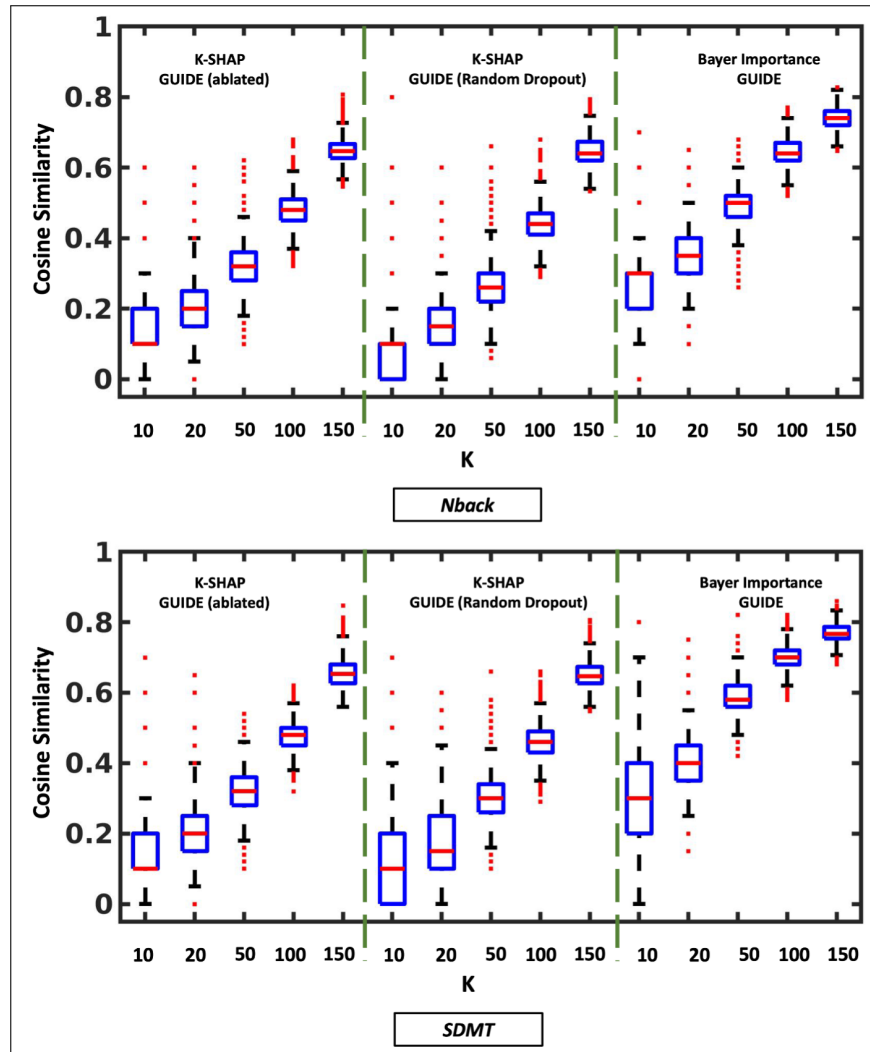 1
0.8
0.6
0.4
0.2
0
Cosine Similarity
K-SHAP
GUIDE (ablated)
K-SHAP
GUIDE (Random Dropout)
Bayer Importance
GUIDE
10 20 50 100 150 10 20 50 100 150 10 20 50 100 150
K
Nback
1
0.8
0.6
0.4
0.2
0
Cosine Similarity
K-SHAP
GUIDE (ablated)
K-SHAP
GUIDE (Random Dropout)
Bayer Importance
GUIDE
10 20 50 100 150 10 20 50 100 150 10 20 50 100 150
K
SDMT